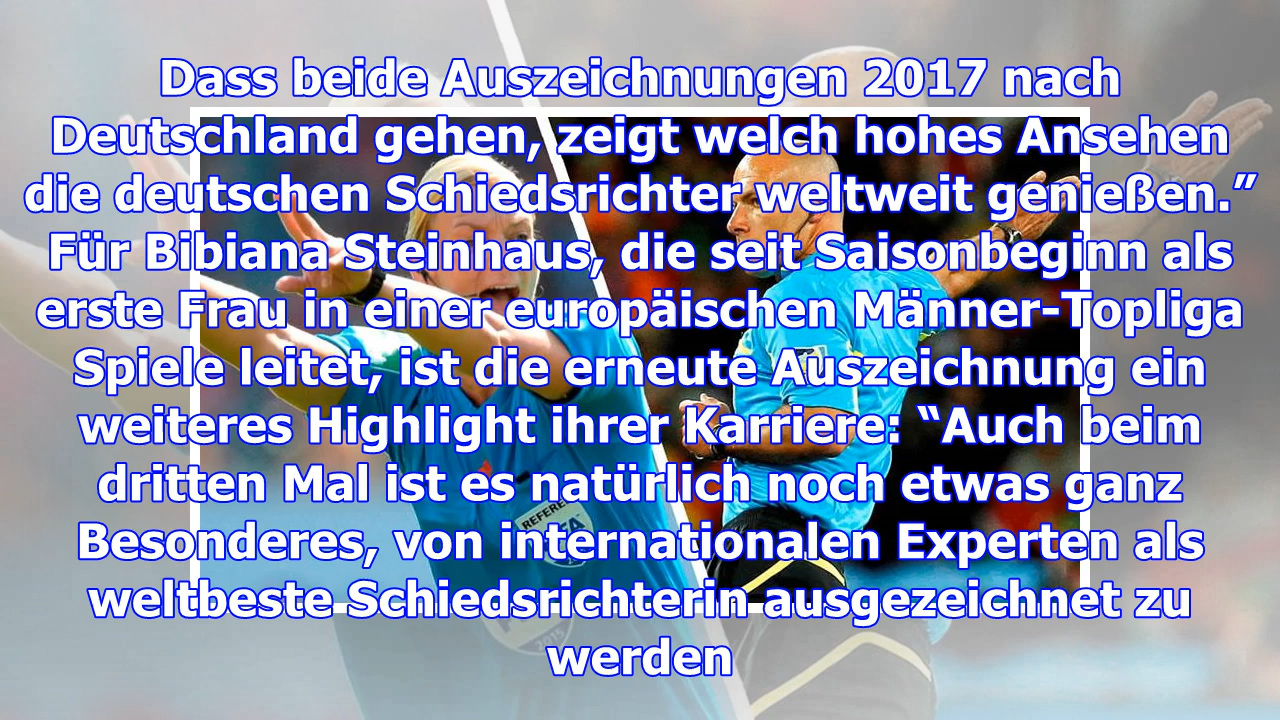 Dass beide Auszeichnungen 2017 nach
Deutschland gehen, zeigt welch hohes Ansehen
die deutschen Schiedsrichter weltweit genießen.”
Für Bibiana Steinhaus, die seit Saisonbeginn als
erste Frau in einer europäischen Männer-Topliga
Spiele leitet, ist die erneute Auszeichnung ein
weiteres Highlight ihrer Karriere: “Auch beim
dritten Mal ist es natürlich noch etwas ganz
Besonderes, von internationalen Experten als
weltbeste Schiedsrichterin ausgezeichnet zu
werden
REFEREE